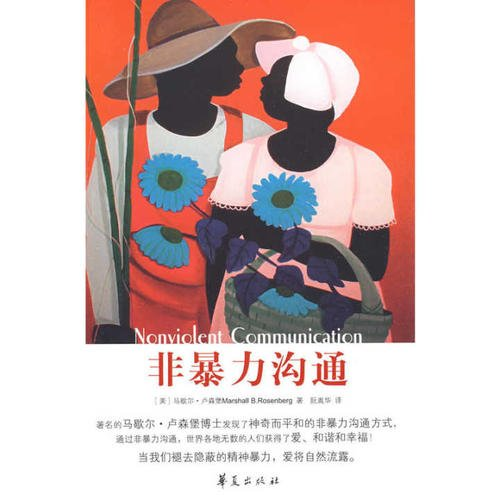 Nonviolent Communication
非暴力沟通
[美] 马歇尔·卢森堡Marshall B.Rosenberg 著 阮胤华 译
著名的马歇尔·卢森堡博士发现了神奇而平和的非暴力沟通方式，
通过非暴力沟通，世界各地无数的人们获得了爱、和谐和幸福！
当我们褪去隐蔽的精神暴力，爱将自然流露。
华夏出版社